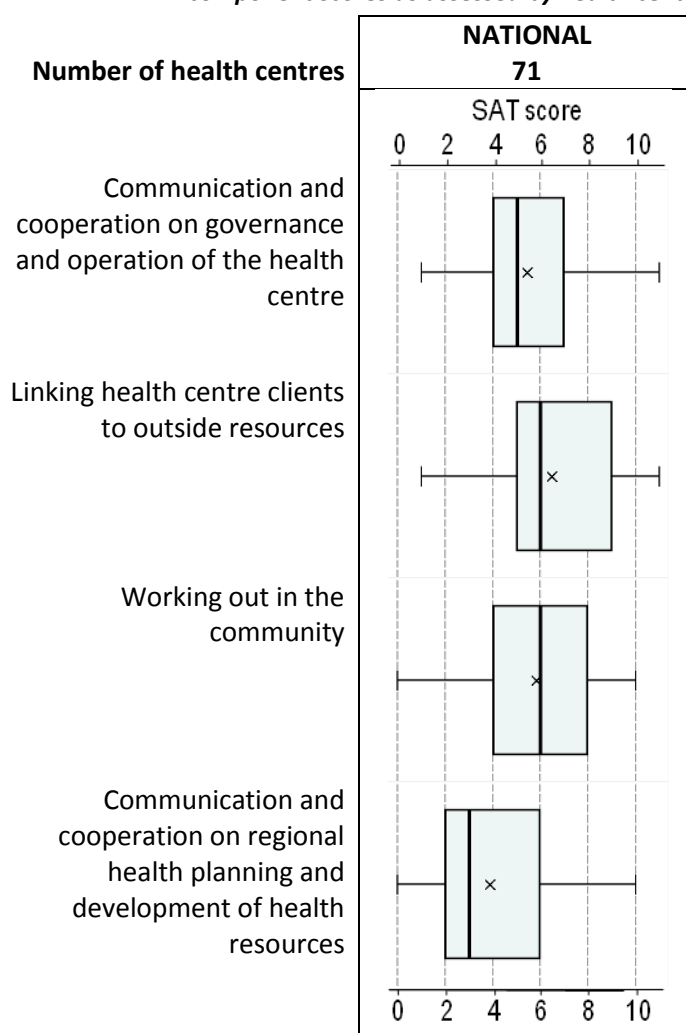 NATIONAL
Number of health centres 71
SAT score
0 2 4 6 8 10
Communication and
cooperation on governance
and operation of the health
centre
Linking health centre clients
to outside resources
Working out in the
community
Communication and
cooperation on regional
health planning and
development of health
resources
0 2 4 6 8 10